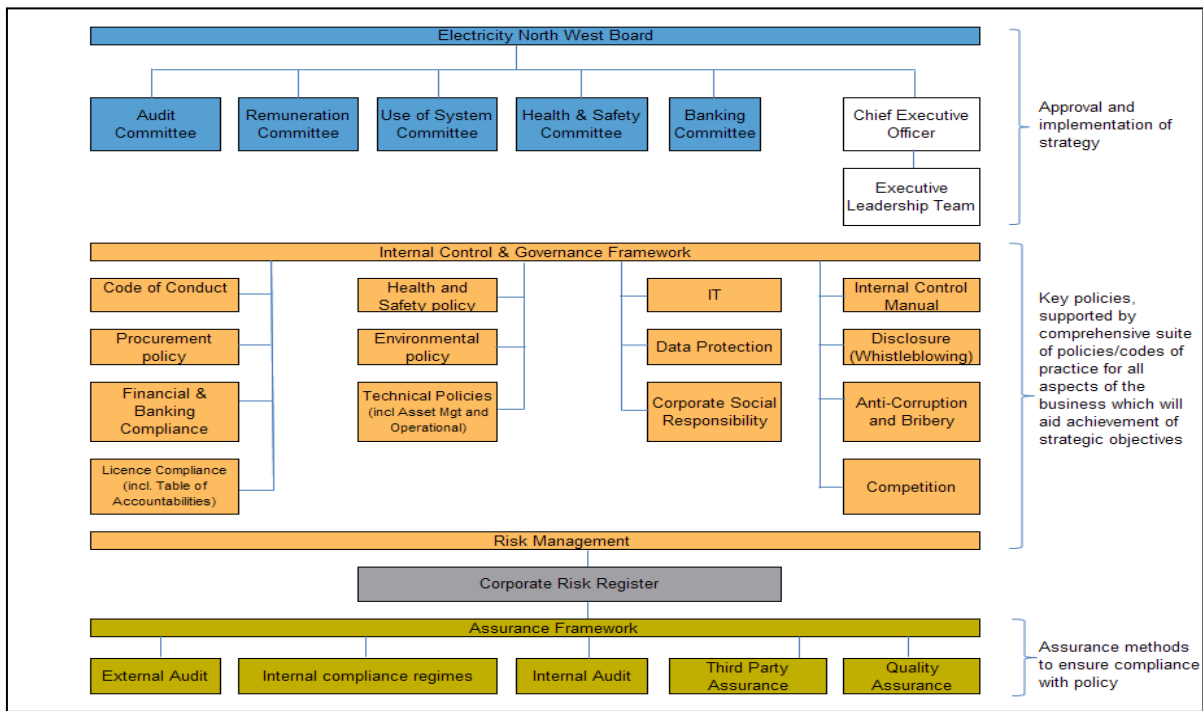 Electricity North West Board
Audit
Committee
Remuneration
Committee
Use of System
Committee
Health & Safety
Committee
Banking
Committee
Chief Executive
Officer
Executive
Leadership Team
Approval and
implementation of
strategy
Internal Control & Governance Framework
Code of Conduct
Procurement
policy
Financial &
Banking
Compliance
Licence Compliance
(incl. Table of
Accountabilities)
Health and
Safety policy
Environmental
policy
Technical Policies
(incl Asset Mgt and
Operational)
IT
Data Protection
Corporate Social
Responsibility
Internal Control
Manual
Disclosure
(Whistleblowing)
Anti-Corruption
and Bribery
Competition
Key policies,
supported by
comprehensive suite
of policies/codes of
practice for all
aspects of the
business which will
aid achievement of
strategic objectives
Risk Management
Corporate Risk Register
Assurance Framework
External Audit
Internal compliance regimes
Internal Audit
Third Party
Assurance
Quality
Assurance
Assurance methods
to ensure compliance
with policy